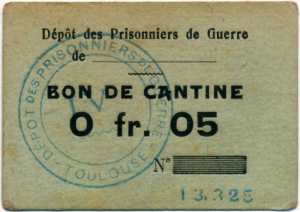 Dépôt des Prisonniers de Guerre
de
BON DE CANTINE
0 fr. 05
N°
13.325
DÉPÔT DES PRISONNIERS DE GUERRE
TOULOUSE